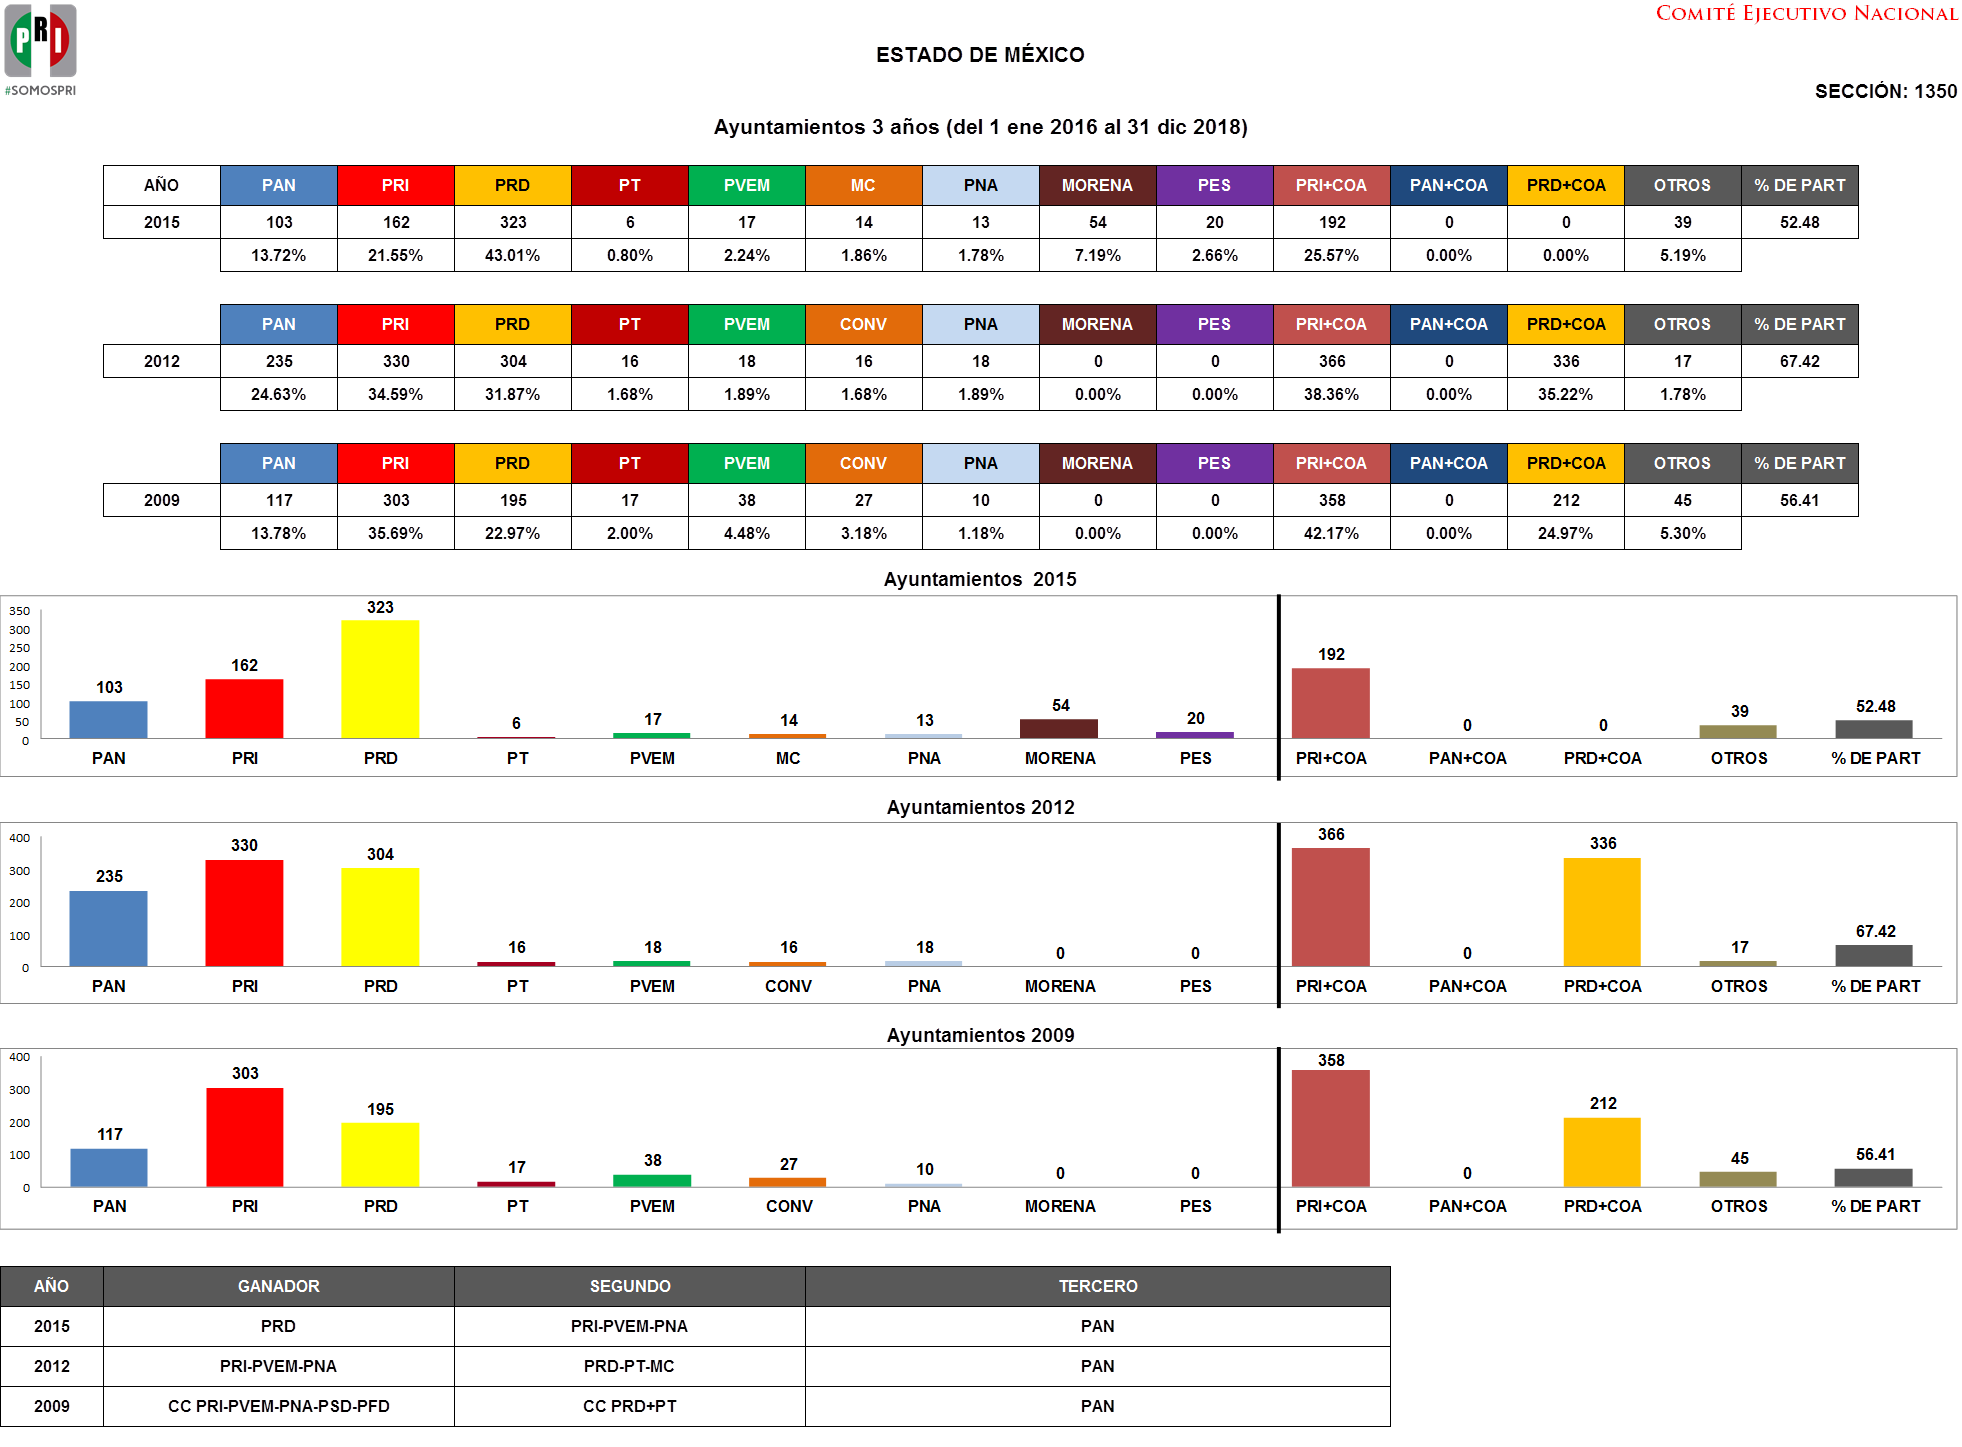 PRI
#SOMOSPRI
COMITÉ EJECUTIVO NACIONAL
ESTADO DE MÉXICO
SECCIÓN: 1350
Ayuntamientos 3 años (del 1 ene 2016 al 31 dic 2018)
AÑO PAN PRI PRD PT PVEM MC PNA MORENA PES PRI+COA PAN+COA PRD+COA OTROS % DE PART
2015 103 162 323 6 17 14 13 54 20 192 0 0 39 52.48
13.72% 21.55% 43.01% 0.80% 2.24% 1.86% 1.78% 7.19% 2.66% 25.57% 0.00% 0.00% 5.19%
PAN PRI PRD PT PVEM CONV PNA MORENA PES PRI+COA PAN+COA PRD+COA OTROS % DE PART
2012 235 330 304 16 18 16 18 0 0 366 0 336 17 67.42
24.63% 34.59% 31.87% 1.68% 1.89% 1.68% 1.89% 0.00% 0.00% 38.36% 0.00% 35.22% 1.78%
PAN PRI PRD PT PVEM CONV PNA MORENA PES PRI+COA PAN+COA PRD+COA OTROS % DE PART
2009 117 303 195 17 38 27 10 0 0 358 0 212 45 56.41
13.78% 35.69% 22.97% 2.00% 4.48% 3.18% 1.18% 0.00% 0.00% 42.17% 0.00% 24.97% 5.30%
Ayuntamientos 2015
350
300
250
200
150
100
50
0
103 162 323 6 17 14 13 54 20 192 0 0 39 52.48
PAN PRI PRD PT PVEM MC PNA MORENA PES PRI+COA PAN+COA PRD+COA OTROS % DE PART
Ayuntamientos 2012
400
300
200
100
0
235 330 304 16 18 16 18 0 0 366 0 336 17 67.42
PAN PRI PRD PT PVEM CONV PNA MORENA PES PRI+COA PAN+COA PRD+COA OTROS % DE PART
Ayuntamientos 2009
400
300
200
100
0
117 303 195 17 38 27 10 0 0 358 0 212 45 56.41
PAN PRI PRD PT PVEM CONV PNA MORENA PES PRI+COA PAN+COA PRD+COA OTROS % DE PART
AÑO GANADOR SEGUNDO TERCERO
2015 PRD PRI-PVEM-PNA PAN
2012 PRI-PVEM-PNA PRD-PT-MC PAN
2009 CC PRI-PVEM-PNA-PSD-PFD CC PRD+PT PAN